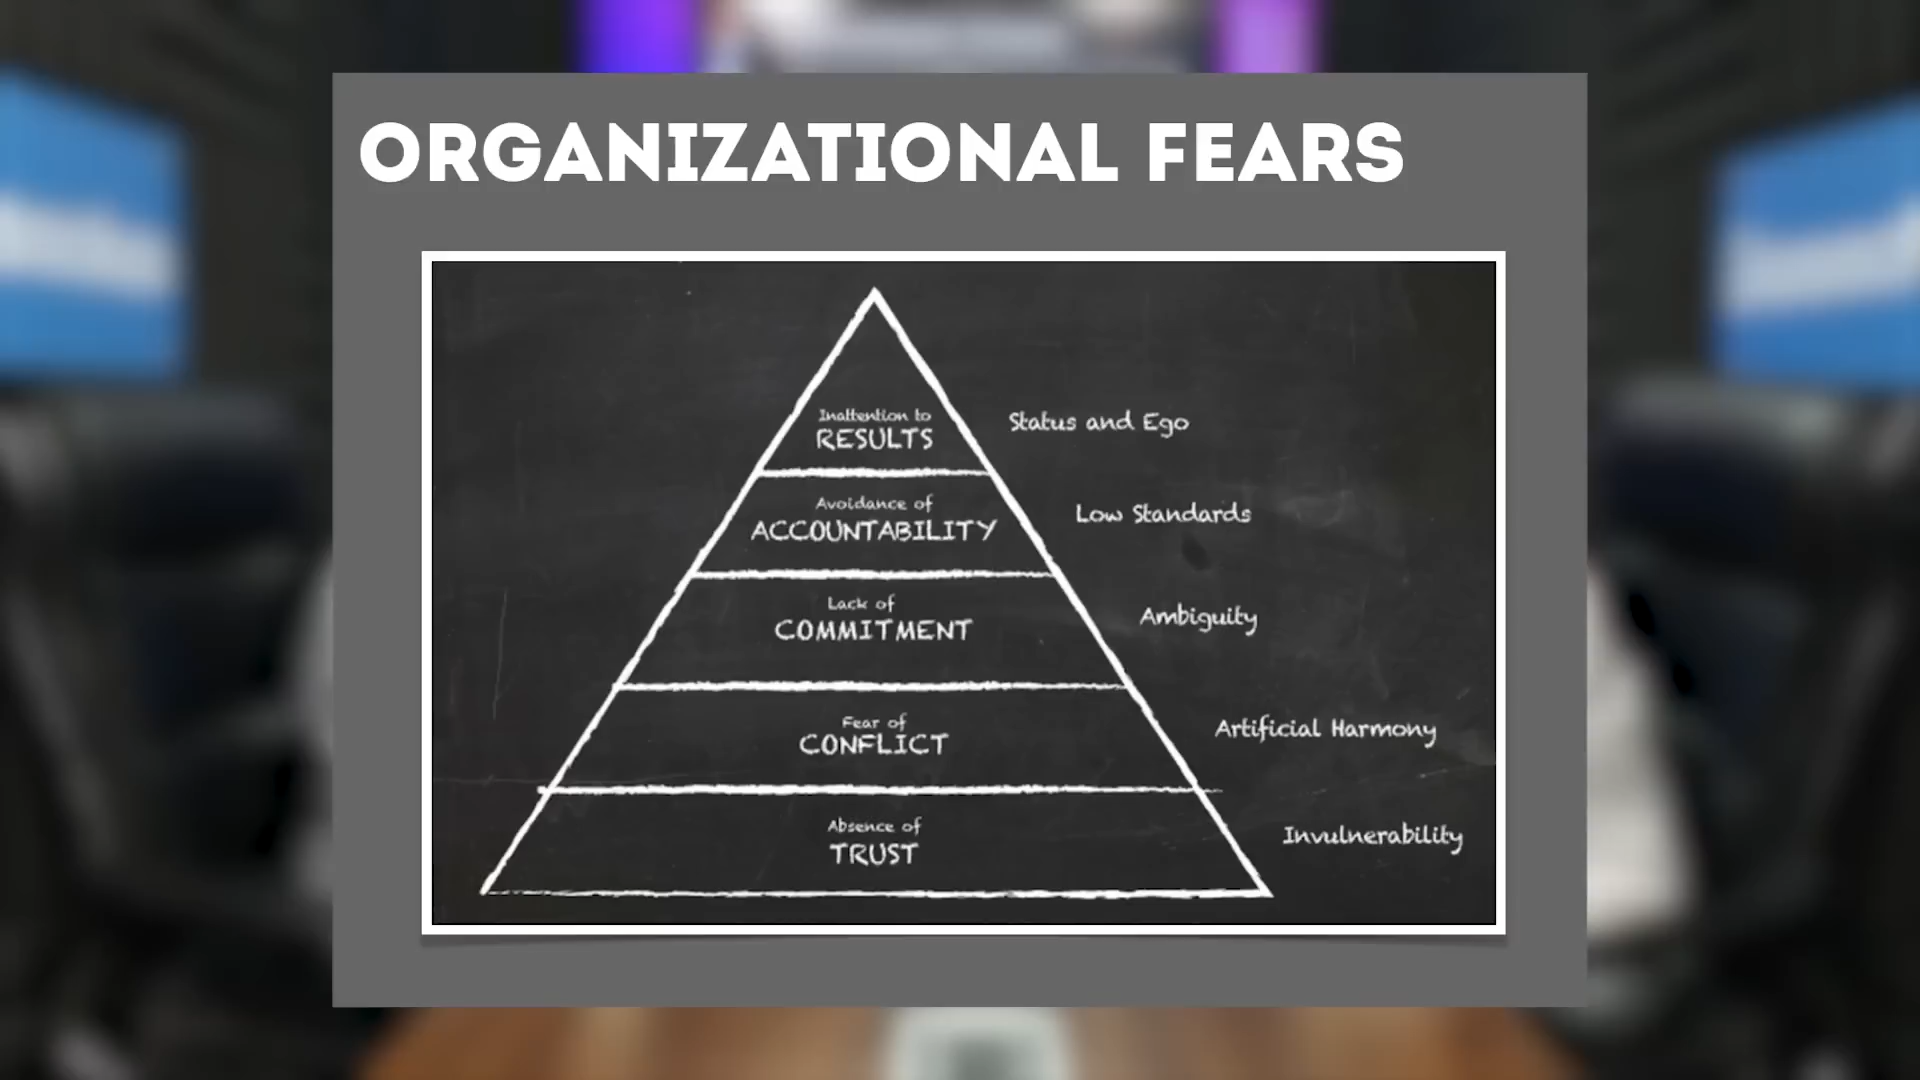 ORGANIZATIONAL FEARS
Inattention to
RESULTS
Status and Ego
Avoidance of
ACCOUNTABILITY
Low Standards
Lack of
COMMITMENT
Ambiguity
Fear of
CONFLICT
Artificial Harmony
Absence of
TRUST
Invulnerability